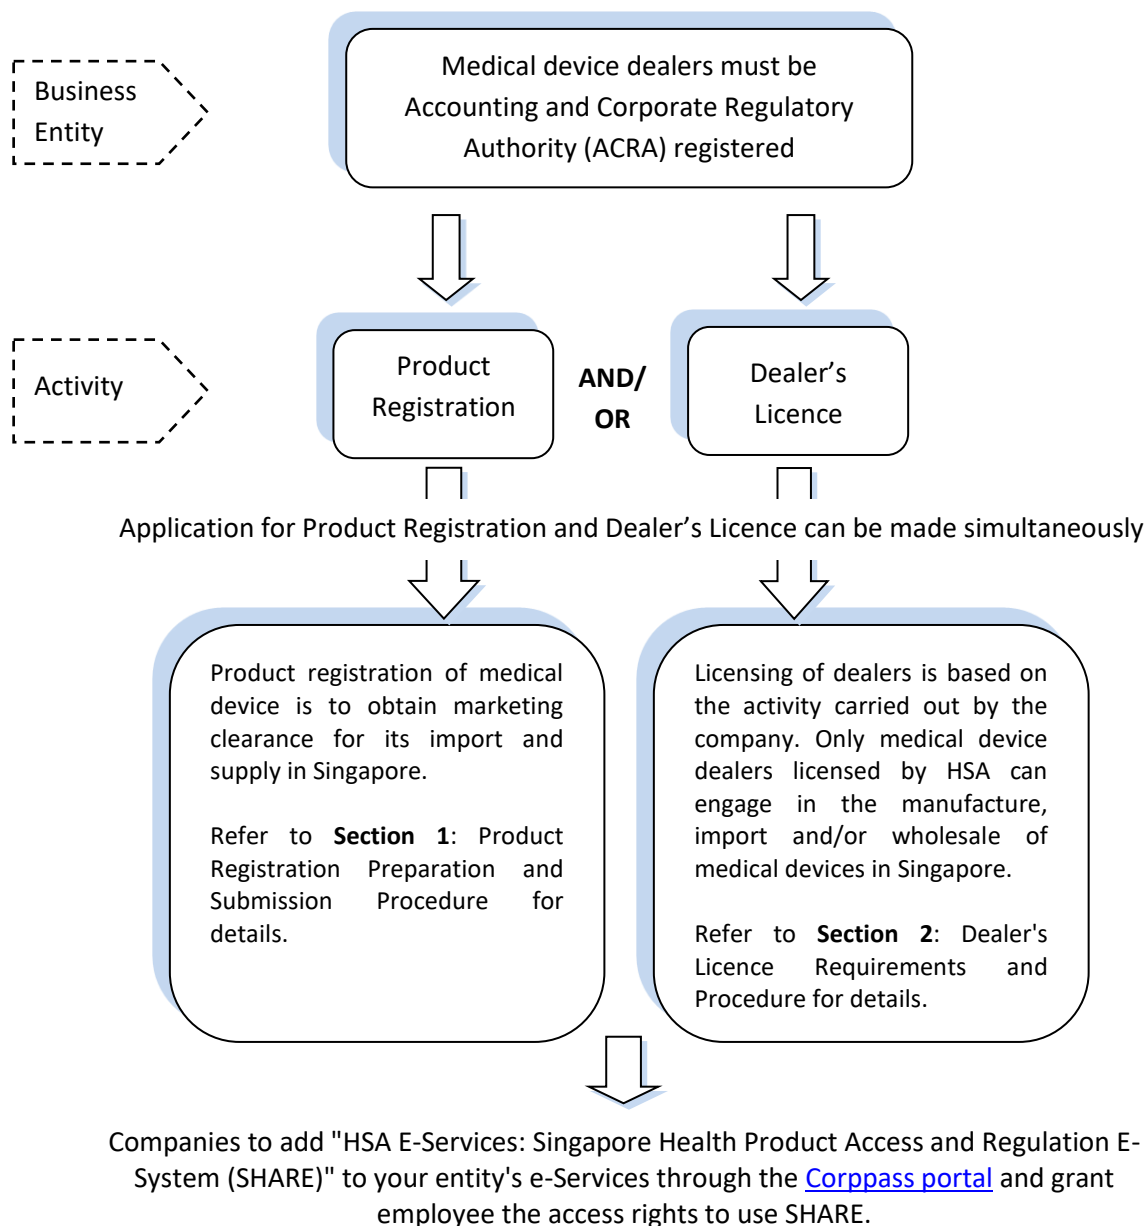 Business
Entity
Medical device dealers must be
Accounting and Corporate Regulatory
Authority (ACRA) registered
Activity
Product
Registration
AND/
OR
Dealer’s
Licence
Application for Product Registration and Dealer’s Licence can be made simultaneously
Product registration of medical
device is to obtain marketing
clearance for its import and
supply in Singapore.
Refer to Section 1: Product
Registration Preparation and
Submission Procedure for
details.
Licensing of dealers is based on
the activity carried out by the
company. Only medical device
dealers licensed by HSA can
engage in the manufacture,
import and/or wholesale of
medical devices in Singapore.
Refer to Section 2: Dealer's
Licence Requirements and
Procedure for details.
Companies to add "HSA E-Services: Singapore Health Product Access and Regulation E-
System (SHARE)" to your entity's e-Services through the Corppass portal and grant
employee the access rights to use SHARE.